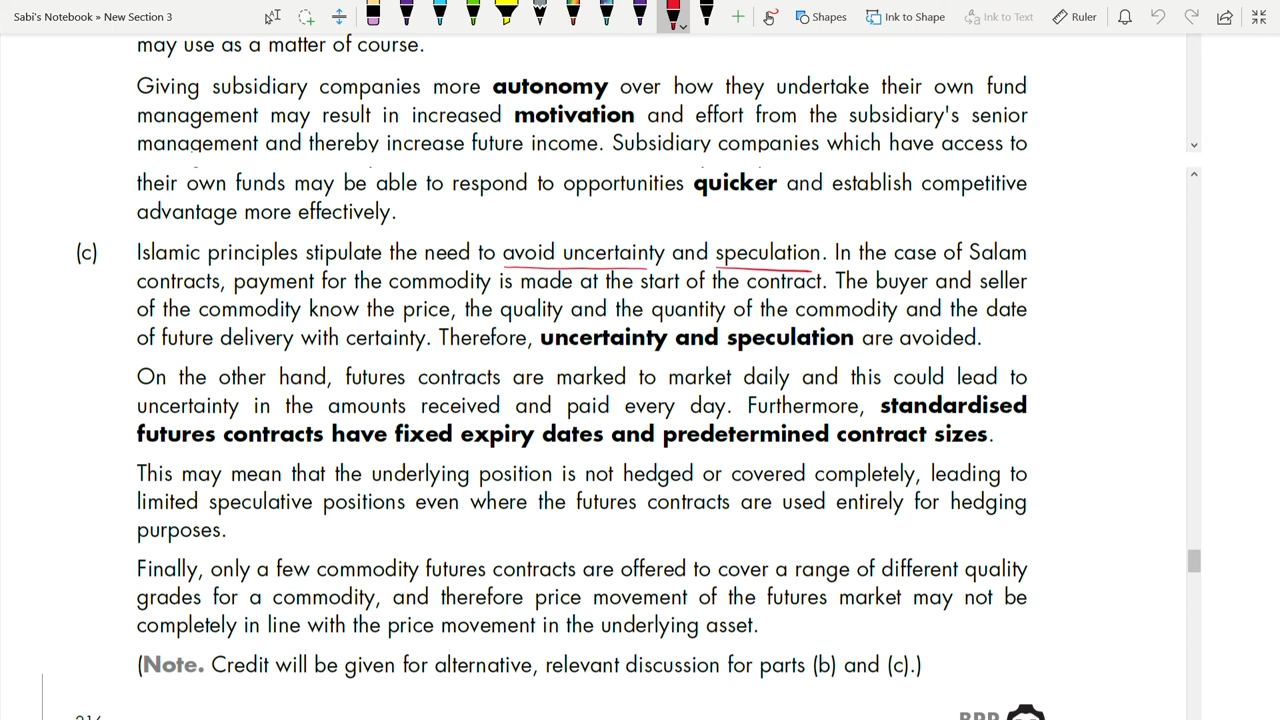 Sabi's Notebook » New Section 3
Shapes
Ink to Shape
Ink to Text
Ruler
may use as a matter of course.
Giving subsidiary companies more autonomy over how they undertake their own fund
management may result in increased motivation and effort from the subsidiary's senior
management and thereby increase future income. Subsidiary companies which have access to
their own funds may be able to respond to opportunities quicker and establish competitive
advantage more effectively.
(c) Islamic principles stipulate the need to avoid uncertainty and speculation. In the case of Salam
contracts, payment for the commodity is made at the start of the contract. The buyer and seller
of the commodity know the price, the quality and the quantity of the commodity and the date
of future delivery with certainty. Therefore, uncertainty and speculation are avoided.
On the other hand, futures contracts are marked to market daily and this could lead to
uncertainty in the amounts received and paid every day. Furthermore, standardised
futures contracts have fixed expiry dates and predetermined contract sizes.
This may mean that the underlying position is not hedged or covered completely, leading to
limited speculative positions even where the futures contracts are used entirely for hedging
purposes.
Finally, only a few commodity futures contracts are offered to cover a range of different quality
grades for a commodity, and therefore price movement of the futures market may not be
completely in line with the price movement in the underlying asset.
(Note. Credit will be given for alternative, relevant discussion for parts (b) and (c).)